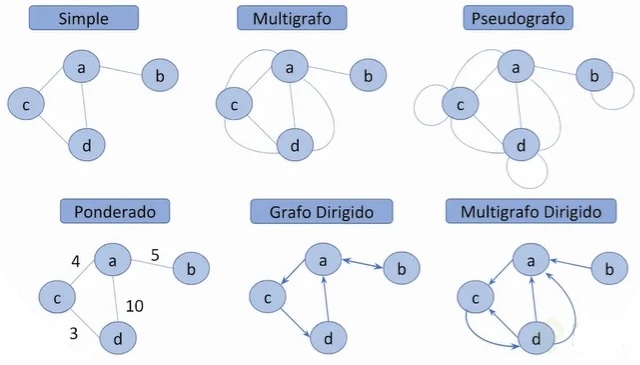 Simple
Multigrafo
Pseudografo
a
b
c
d
a
b
c
d
a
b
c
d
Ponderado
Grafo Dirigido
Multigrafo Dirigido
4
a
5
b
c
10
3
d
a
b
c
d
a
b
c
d